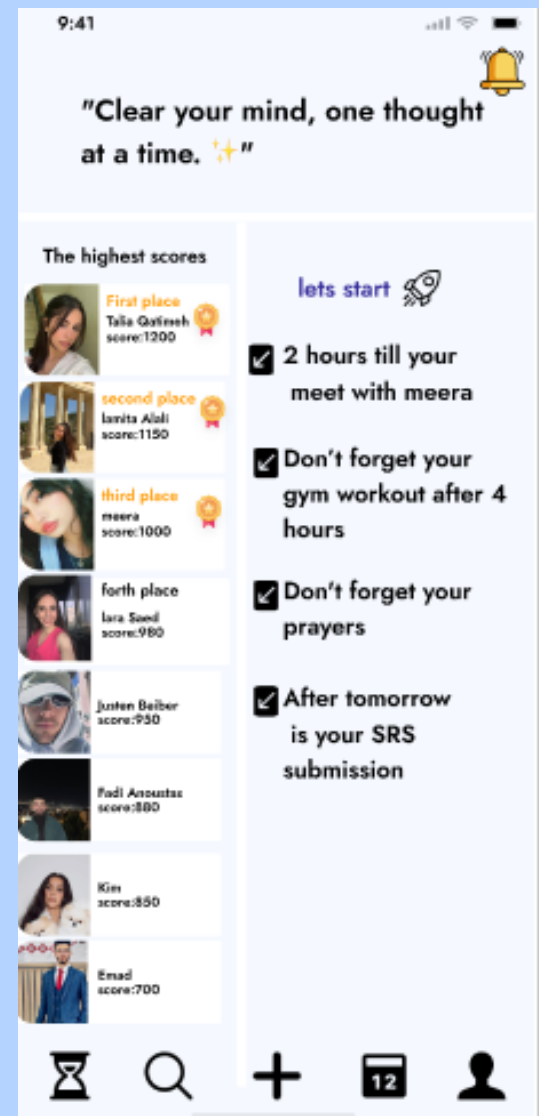 9:41
"Clear your mind, one thought
at a time. ✨"
The highest scores
First place
Talia Qatimeh
score:1200
second place
lamita Alali
score:1150
third place
meera
score:1000
forth place
lara Saed
score:980
Justen Beiber
score:950
Fadi Anoustas
score:880
Kim
score:850
Emad
score:700
lets start
2 hours till your
meet with meera
Don't forget your
gym workout after 4
hours
Don't forget your
prayers
After tomorrow
is your SRS
submission
12